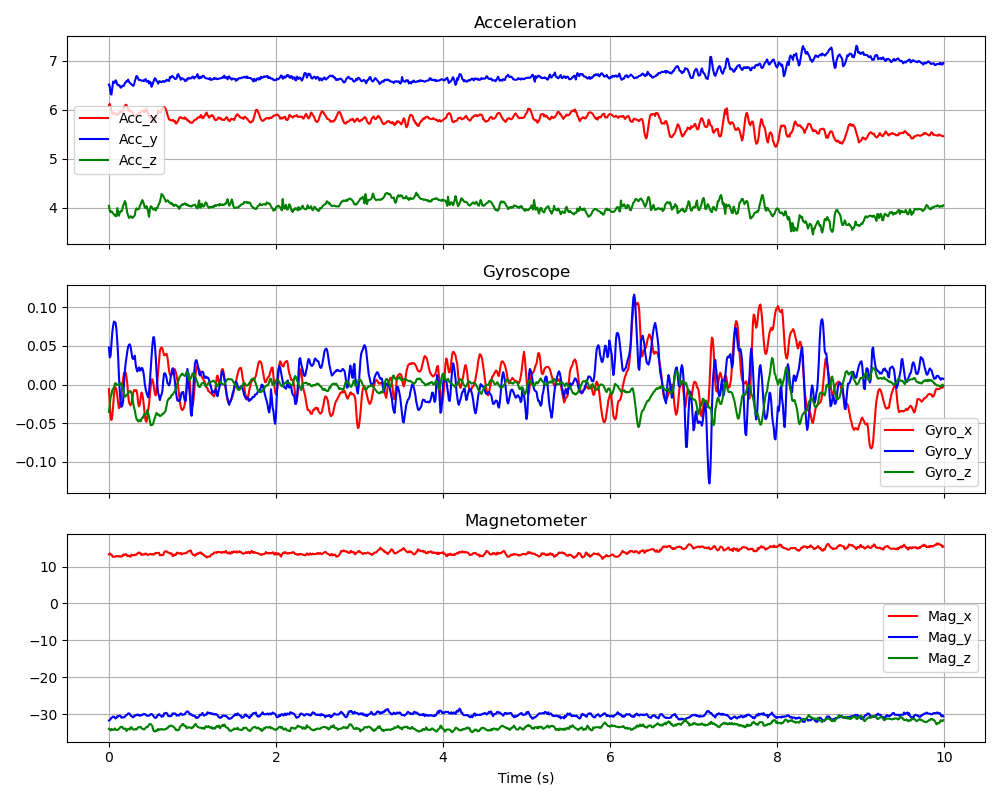 Acceleration
7
6
5
4
Acc_x
Acc_y
Acc_z
Gyroscope
0.10
0.05
0.00
−0.05
−0.10
Gyro_x
Gyro_y
Gyro_z
Magnetometer
10
0
−10
−20
−30
Mag_x
Mag_y
Mag_z
0 2 4 6 8 10
Time (s)